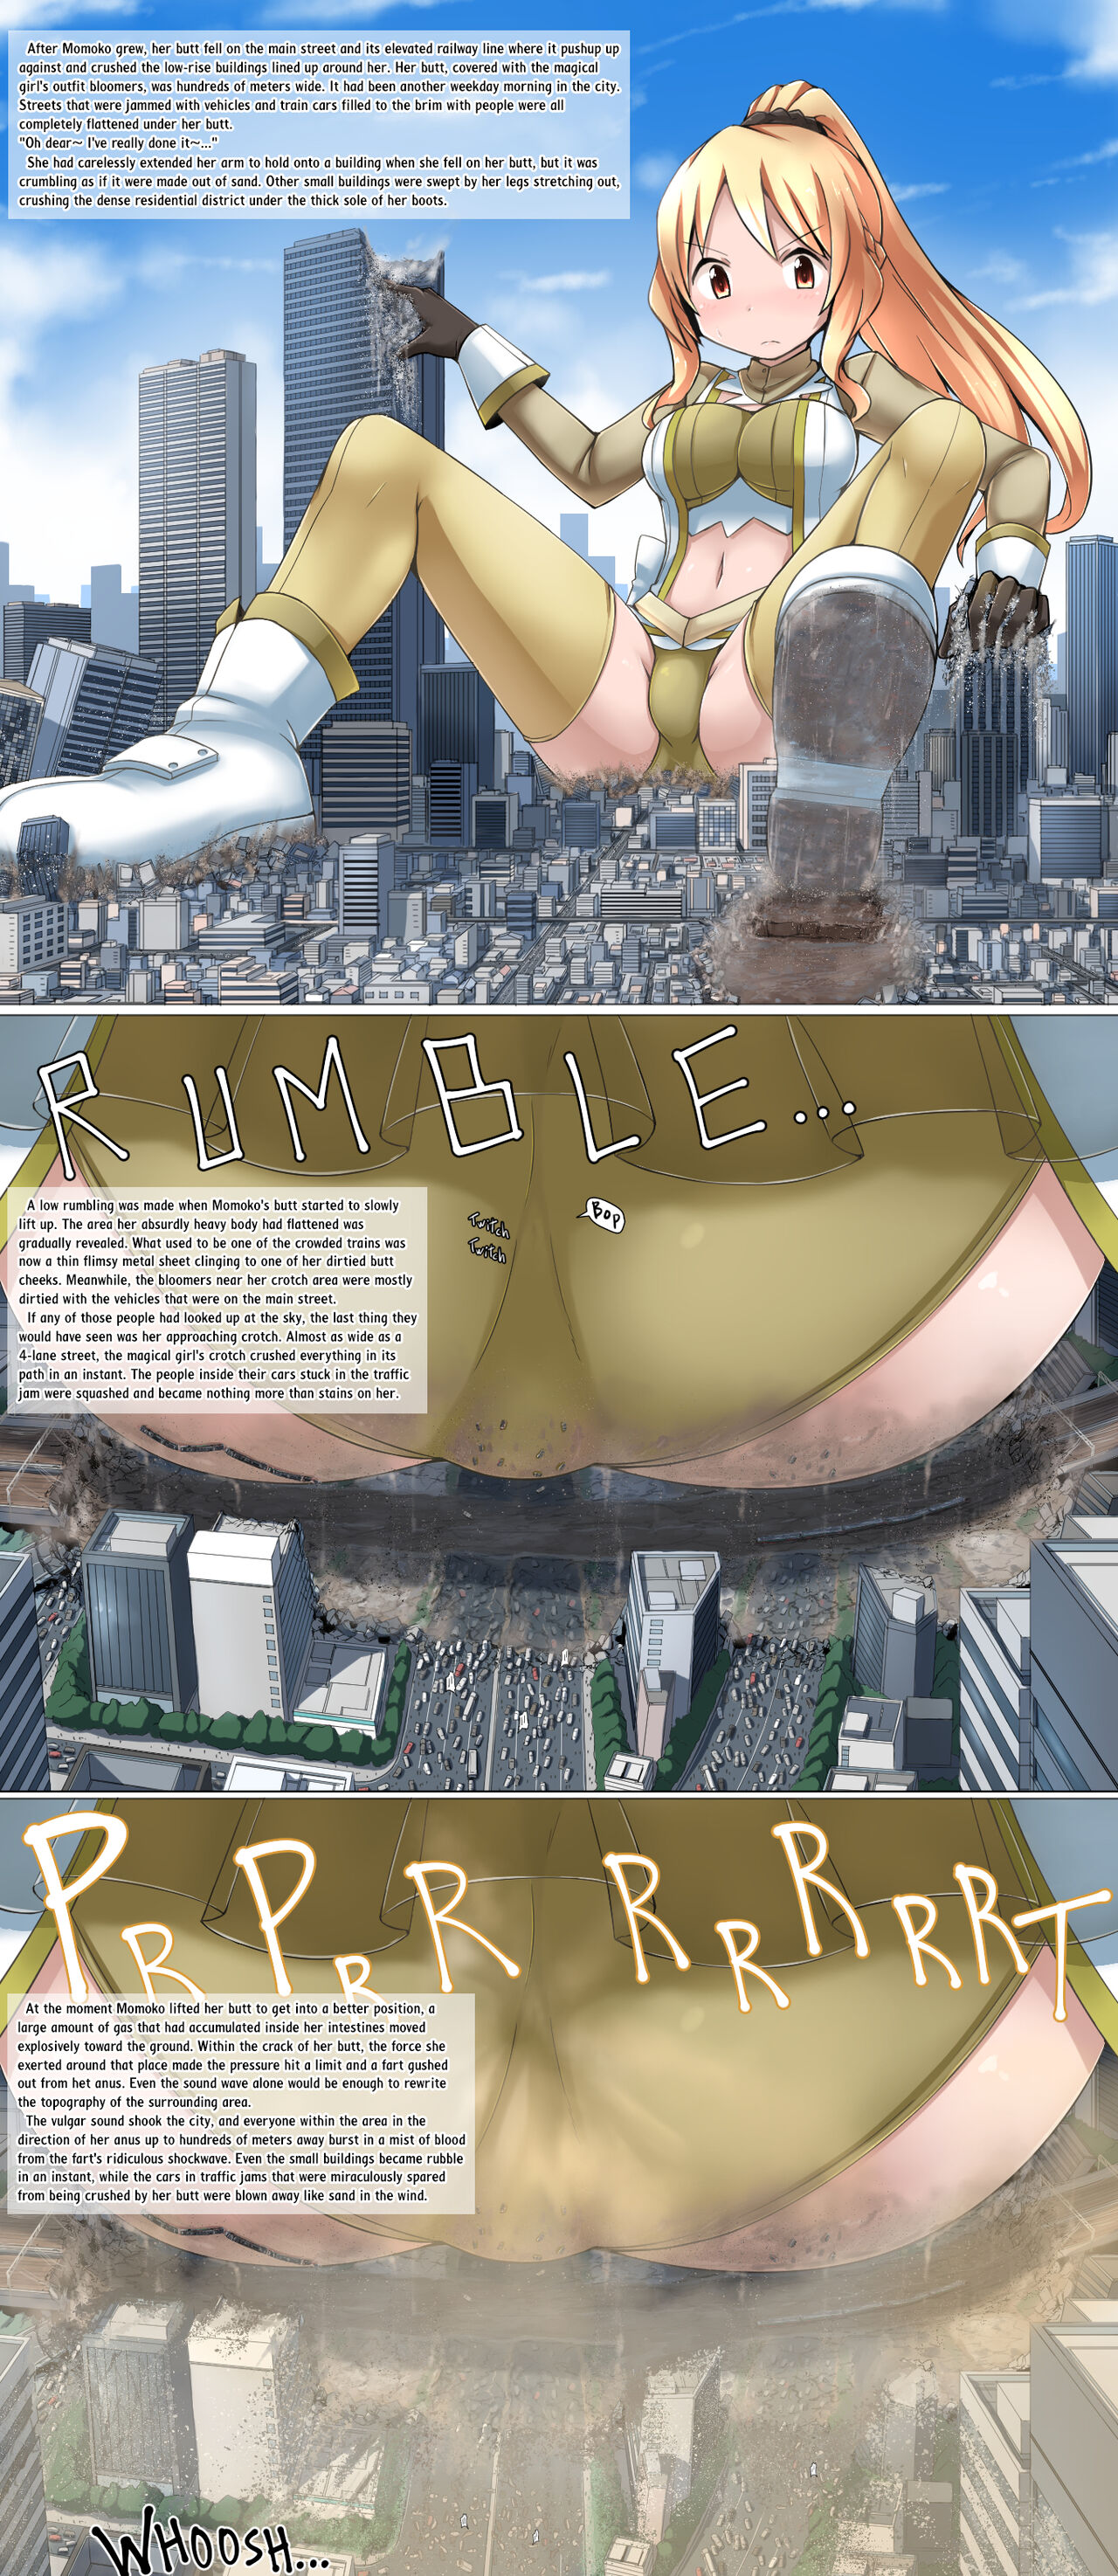 After Momoko grew, her butt fell on the main street and its elevated railway line where it pushup up
against and crushed the low-rise buildings lined up around her. Her butt, covered with the magical
girl's outfit bloomers, was hundreds of meters wide. It had been another weekday morning in the city.
Streets that were jammed with vehicles and train cars filled to the brim with people were all
completely flattened under her butt.
"Oh dear~ I've really done it~..."
She had carelessly extended her arm to hold onto a building when she fell on her butt, but it was
crumbling as if it were made out of sand. Other small buildings were swept by her legs stretching out,
crushing the dense residential district under the thick sole of her boots.
RUMBLE...
A low rumbling was made when Momoko's butt started to slowly
lift up. The area her absurdly heavy body had flattened was
gradually revealed. What used to be one of the crowded trains was
now a thin flimsy metal sheet clinging to one of her dirtied butt
cheeks. Meanwhile, the bloomers near her crotch area were mostly
dirtied with the vehicles that were on the main street.
If any of those people had looked up at the sky, the last thing they
would have seen was her approaching crotch. Almost as wide as a
4-lane street, the magical girl's crotch crushed everything in its
path in an instant. The people inside their cars stuck in the traffic
jam were squashed and became nothing more than stains on her.
Twitch
Twitch
Bop
PRPRRRRRRRRT
At the moment Momoko lifted her butt to get into a better position, a
large amount of gas that had accumulated inside her intestines moved
explosively toward the ground. Within the crack of her butt, the force she
exerted around that place made the pressure hit a limit and a fart gushed
out from het anus. Even the sound wave alone would be enough to rewrite
the topography of the surrounding area.
The vulgar sound shook the city, and everyone within the area in the
direction of her anus up to hundreds of meters away burst in a mist of blood
from the fart's ridiculous shockwave. Even the small buildings became rubble
in an instant, while the cars in traffic jams that were miraculously spared
from being crushed by her butt were blown away like sand in the wind.
WHOOSH...